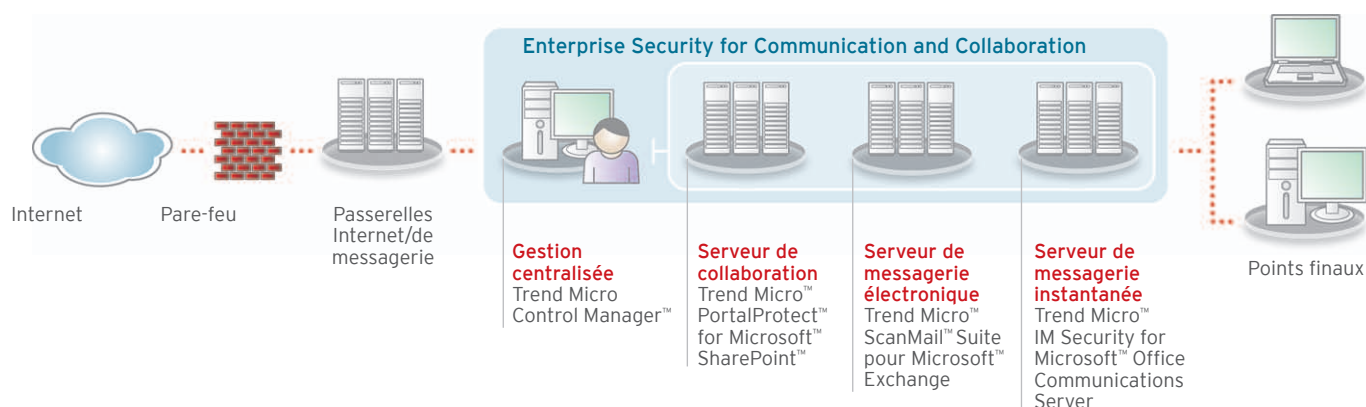 Enterprise Security for Communication and Collaboration
Internet
Pare-feu
Passerelles
Internet/de
messagerie
Gestion
centralisée
Trend Micro
Control Manager™
Serveur de
collaboration
Trend Micro™
PortalProtect™
for Microsoft™
SharePoint™
Serveur de
messagerie
électronique
Trend Micro™
ScanMail™ Suite
pour Microsoft™
Exchange
Serveur de
messagerie
instantanée
Trend Micro™
IM Security for
Microsoft™ Office
Communications
Server
Points finaux